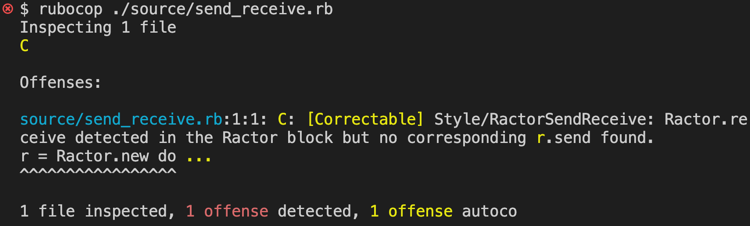 $ rubocop ./source/send_receive.rb
Inspecting 1 file
C
Offenses:
source/send_receive.rb:1:1: C: [Correctable] Style/RactorSendReceive: Ractor.re
ceive detected in the Ractor block but no corresponding r.send found.
r = Ractor.new do ...
^^^^^^^^^^^^^^^^^
1 file inspected, 1 offense detected, 1 offense autoco